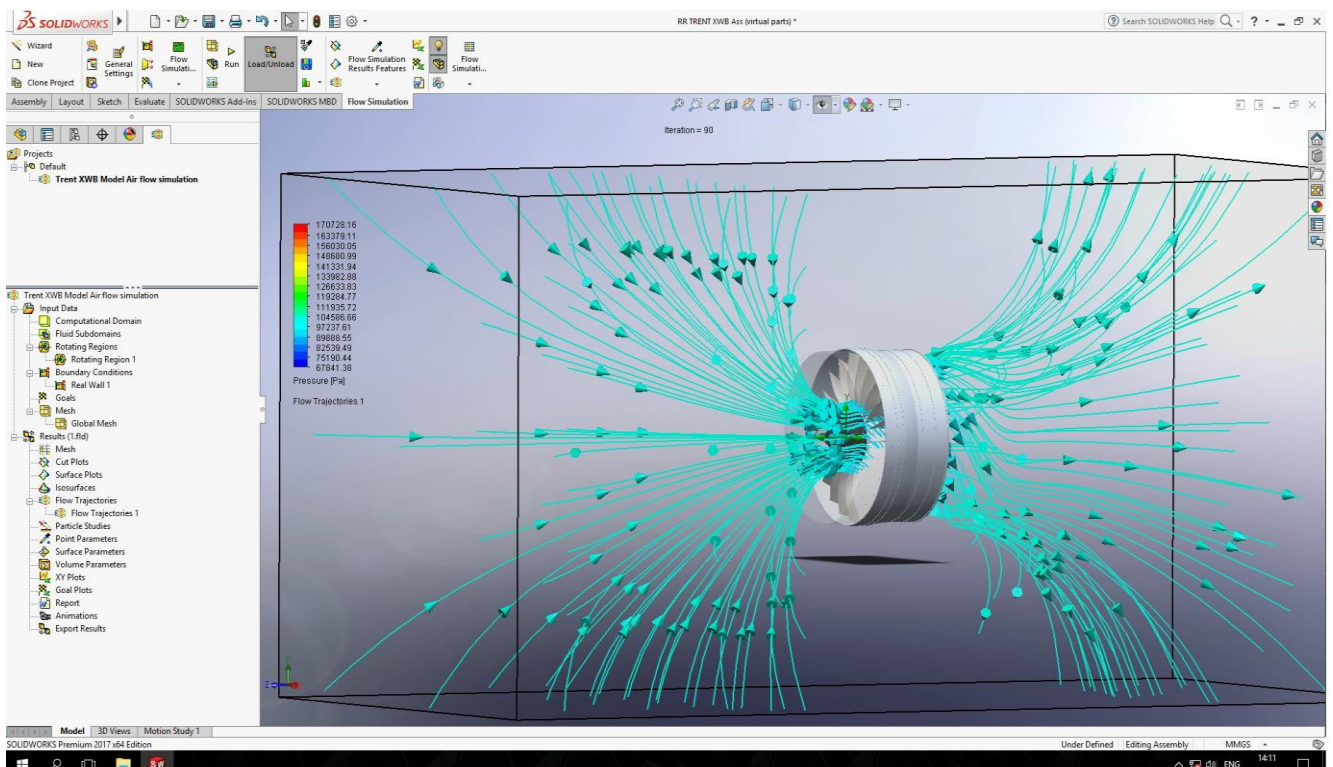 SOLIDWORKS
RR TRENT XWB Ass (virtual parts) *
Search SOLIDWORKS Help
Wizard
New
Clone Project
General Settings
Flow Simulati...
Run
Load/Unload
Flow Simulation Results Features
Flow Simulati...
Assembly Layout Sketch Evaluate SOLIDWORKS Add-Ins SOLIDWORKS MBD Flow Simulation
Iteration = 90
Projects
Default
Trent XWB Model Air flow simulation
Trent XWB Model Air flow simulation
Input Data
Computational Domain
Fluid Subdomains
Rotating Regions
Rotating Region 1
Boundary Conditions
Real Wall 1
Goals
Mesh
Global Mesh
Results (1.fld)
Mesh
Cut Plots
Surface Plots
Isosurfaces
Flow Trajectories
Flow Trajectories 1
Particle Studies
Point Parameters
Surface Parameters
Volume Parameters
XY Plots
Goal Plots
Report
Animations
Export Results
170728.16
163379.11
156030.05
148680.99
141331.94
133982.88
126633.83
119284.77
111935.72
104586.66
97237.61
89888.55
82539.49
75190.44
67841.38
Pressure [Pa]
Flow Trajectories 1
Y
Z
Model 3D Views Motion Study 1
SOLIDWORKS Premium 2017 x64 Edition
Under Defined Editing Assembly MMGS
ENG 14:11